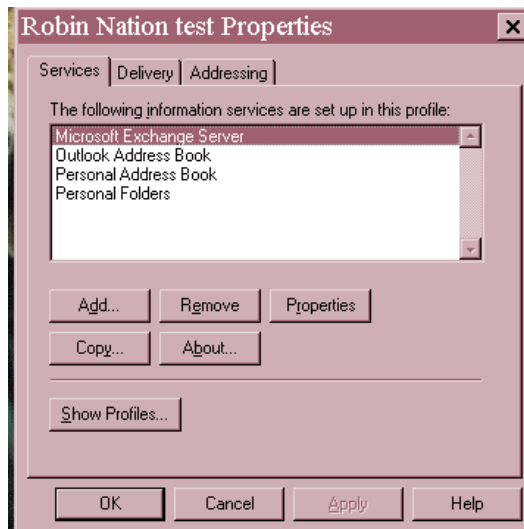 Robin Nation test Properties
Services Delivery Addressing
The following information services are set up in this profile:
Microsoft Exchange Server
Outlook Address Book
Personal Address Book
Personal Folders
Add... Remove Properties
Copy... About...
Show Profiles...
OK Cancel Apply Help